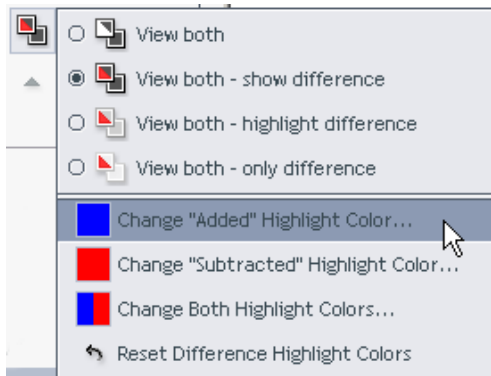 View both
View both - show difference
View both - highlight difference
View both - only difference
Change "Added" Highlight Color...
Change "Subtracted" Highlight Color...
Change Both Highlight Colors...
Reset Difference Highlight Colors